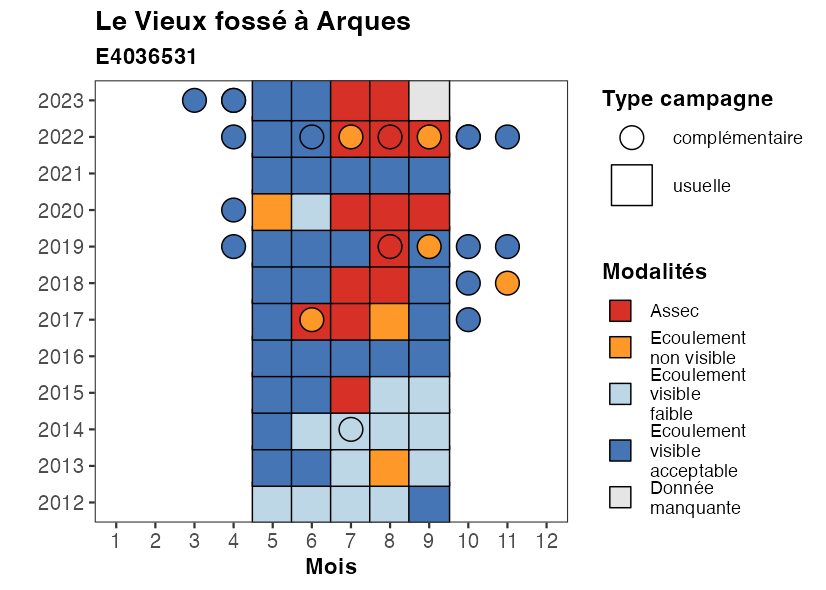 Le Vieux fossé à Arques
E4036531
2023
2022
2021
2020
2019
2018
2017
2016
2015
2014
2013
2012
1 2 3 4 5 6 7 8 9 10 11 12
Mois
Type campagne
complémentaire
usuelle
Modalités
Assec
Ecoulement
non visible
Ecoulement
visible
faible
Ecoulement
visible
acceptable
Donnée
manquante